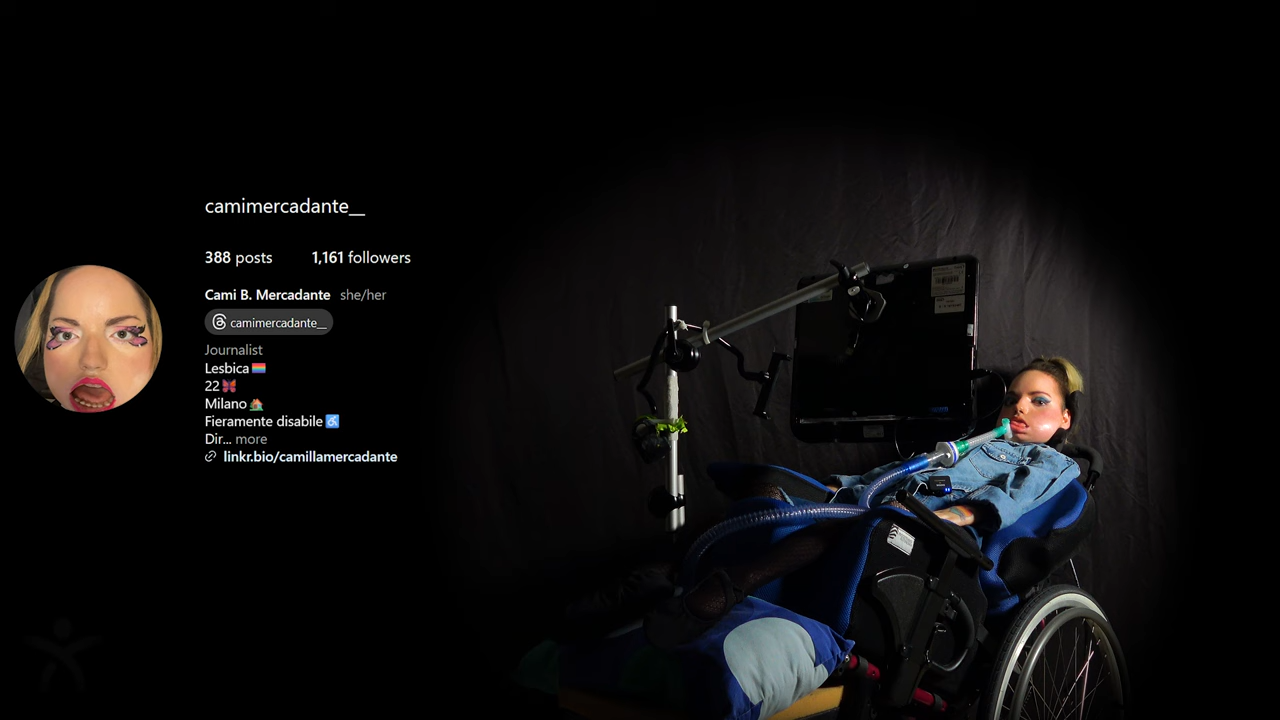 camimercadante__
388 posts 1,161 followers
Cami B. Mercadante she/her
camimercadante__
Journalist
Lesbica 🏳️‍🌈
22 🦋
Milano 🏡
Fieramente disabile ♿
Dir... more
linkr.bio/camillamercadante